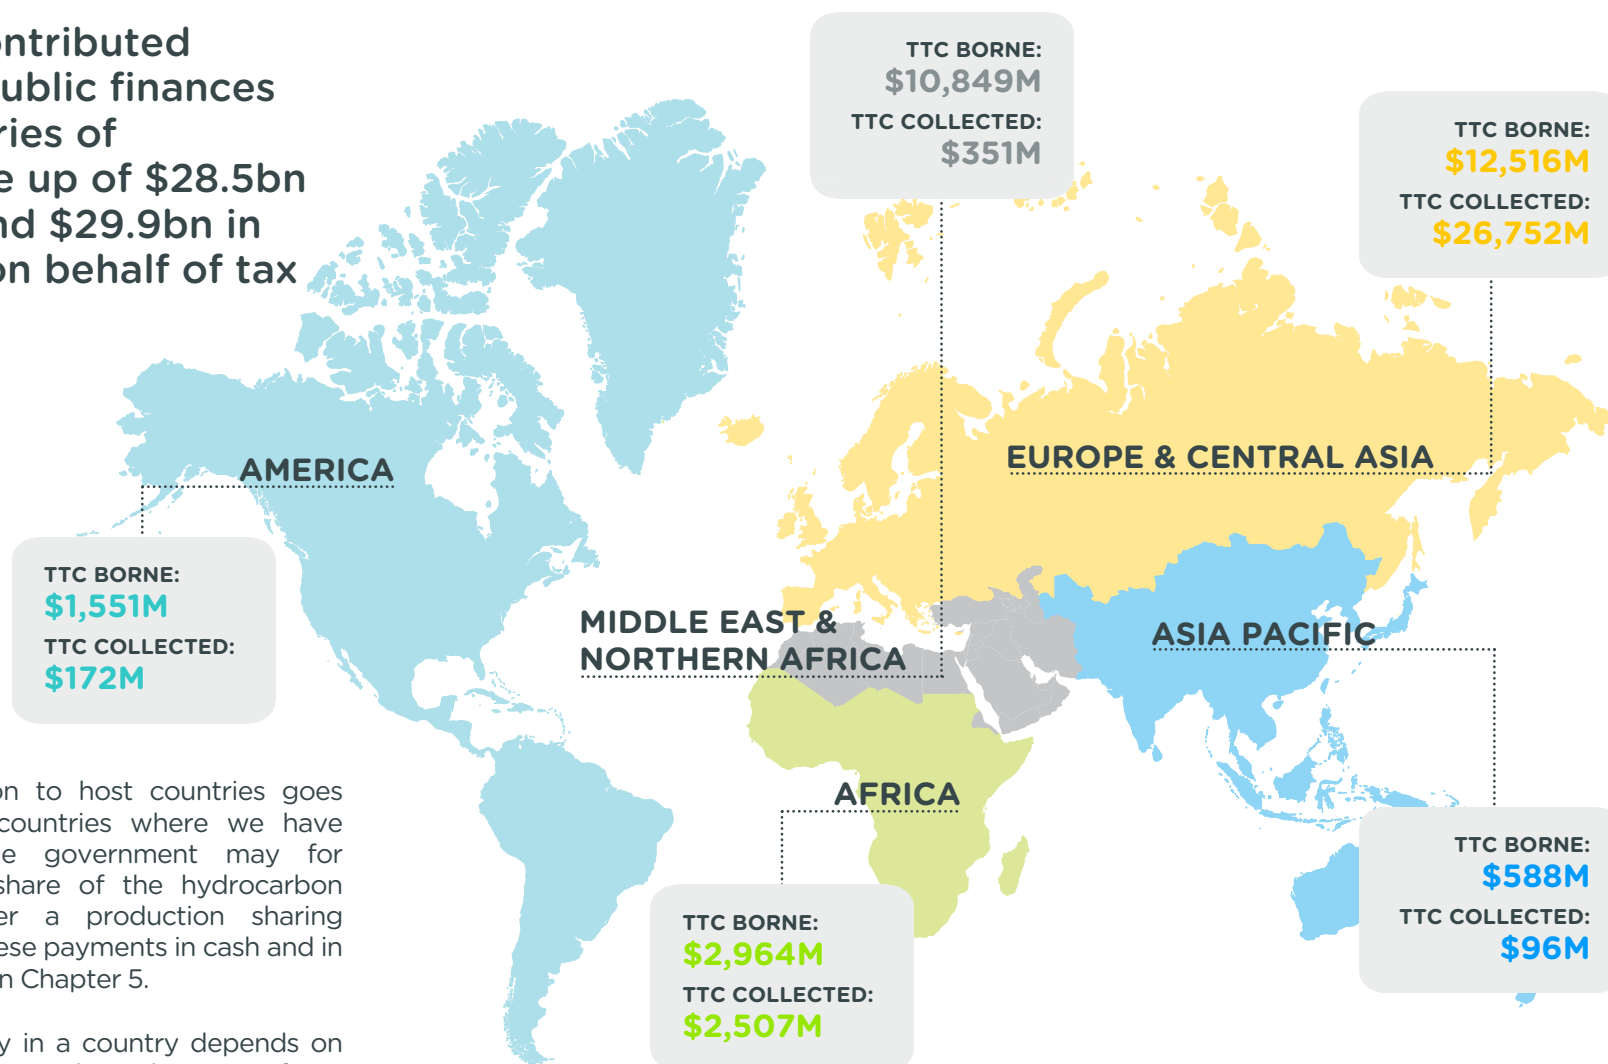 ontributed
ublic finances
ries of
e up of $28.5bn
nd $29.9bn in
on behalf of tax
TTC BORNE:
$10,849M
TTC COLLECTED:
$351M
TTC BORNE:
$12,516M
TTC COLLECTED:
$26,752M
AMERICA
EUROPE & CENTRAL ASIA
TTC BORNE:
$1,551M
TTC COLLECTED:
$172M
MIDDLE EAST &
NORTHERN AFRICA
ASIA PACIFIC
on to host countries goes
countries where we have
e government may for
share of the hydrocarbon
er a production sharing
ese payments in cash and in
n Chapter 5.
AFRICA
TTC BORNE:
$588M
TTC COLLECTED:
$96M
TTC BORNE:
$2,964M
TTC COLLECTED:
$2,507M
y in a country depends on